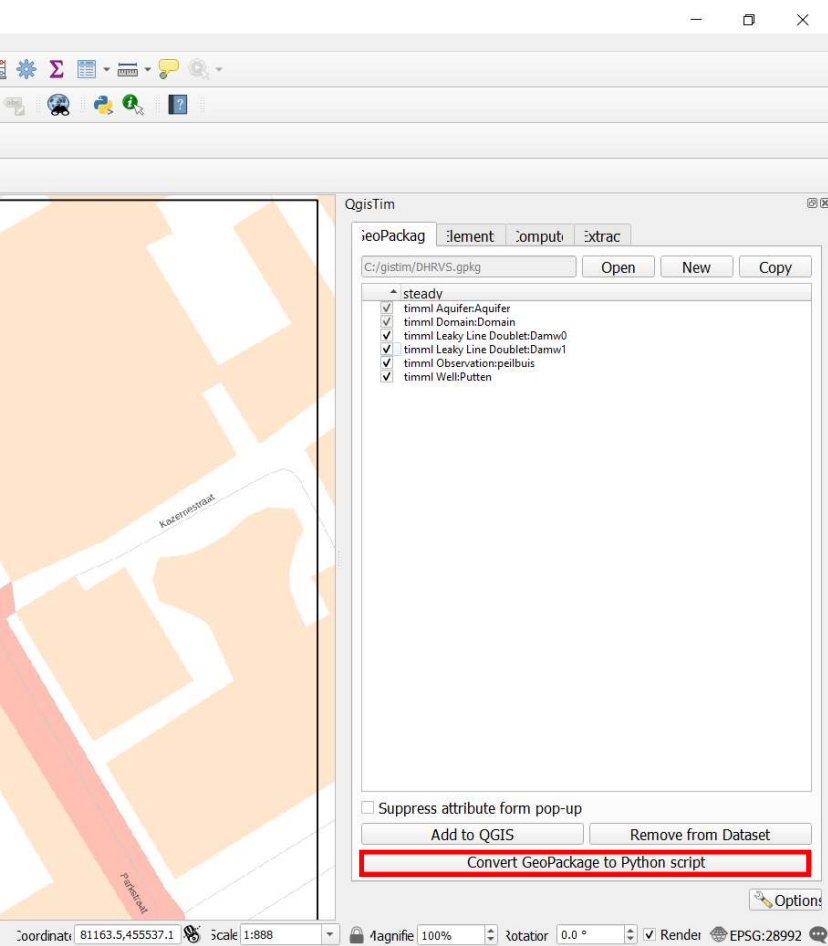 QgisTim
GeoPackag Element Comput Extrac
C:/gistim/DHRVS.gpkg Open New Copy
steady
timml Aquifer:Aquifer
timml Domain:Domain
timml Leaky Line Doublet:Damw0
timml Leaky Line Doublet:Damw1
timml Observation:peilbuis
timml Well:Putten
Kazernestraat
Parkstraat
Suppress attribute form pop-up
Add to QGIS Remove from Dataset
Convert GeoPackage to Python script
Options
Coordinate 81163.5,455537.1 Scale 1:888 Magnifie 100% Rotation 0.0 ° Render EPSG:28992